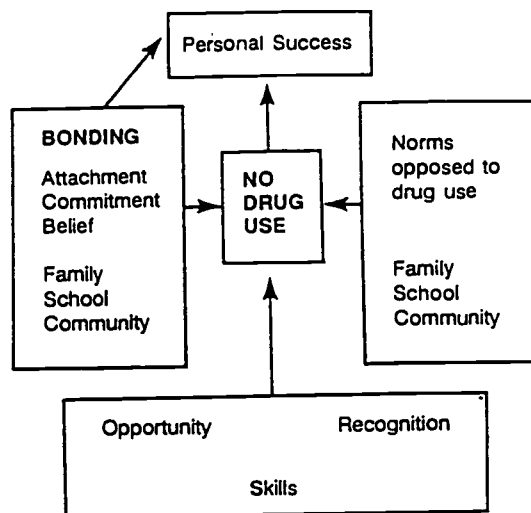 Personal Success
BONDING
Attachment
Commitment
Belief
Family
School
Community
NO
DRUG
USE
Norms
opposed to
drug use
Family
School
Community
Opportunity Recognition
Skills